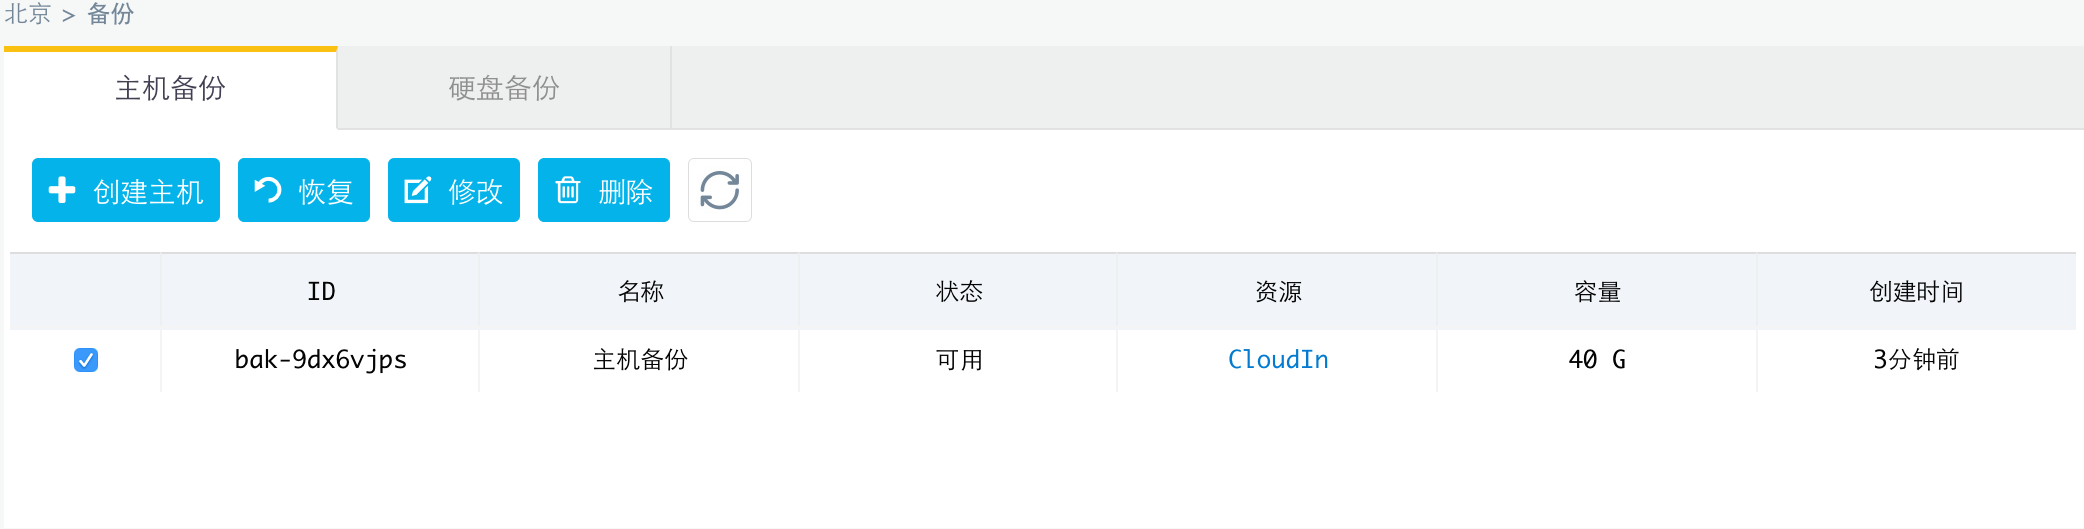 北京 > 备份
主机备份 硬盘备份
创建主机 恢复 修改 删除
ID 名称 状态 资源 容量 创建时间
bak-9dx6vjps 主机备份 可用 CloudIn 40 G 3分钟前